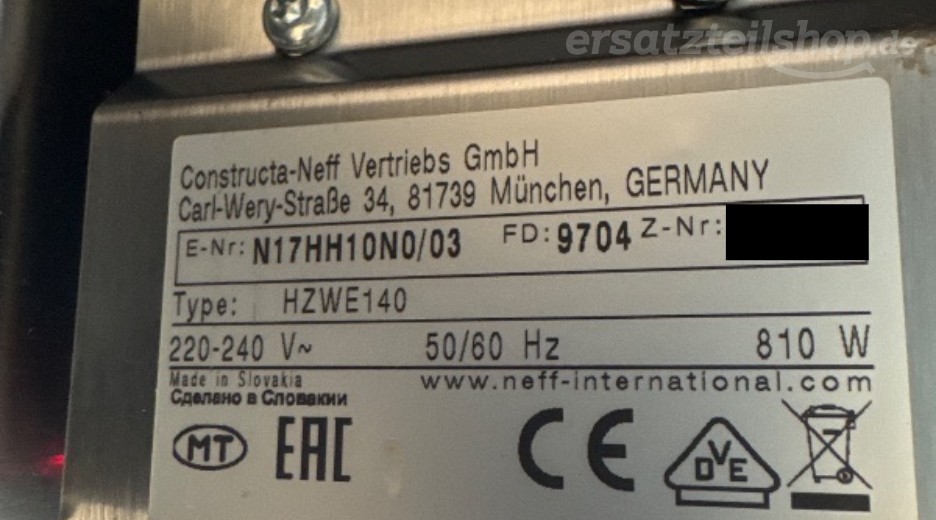 ersatzteilshop.de
Constructa-Neff Vertriebs GmbH
Carl-Wery-Straße 34, 81739 München, GERMANY
E-Nr: N17HH10N0/03 FD: 9704 Z-Nr:
Type: HZWE140
220-240 V~ 50/60 Hz 810 W
Made in Slovakia www.neff-international.com
Сделано в Словакии
MT EAC CE DVE